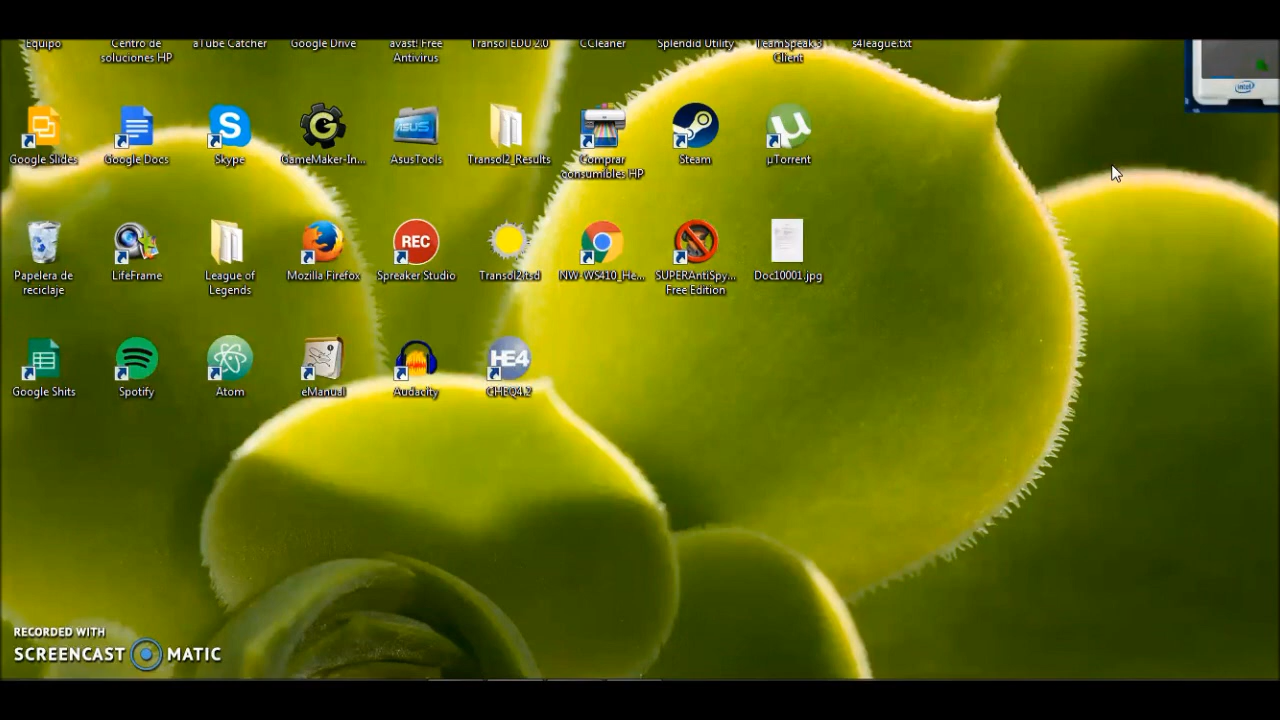 Equipo
Centro de
soluciones HP
aTube Catcher
Google Drive
avast! Free
Antivirus
Transol EDU 2.0
CCleaner
Splendid Utility
TeamSpeak 3
Client
s4league.txt
intel
Google Slides
Google Docs
S
Skype
G
GameMaker-In...
ASUS
AsusTools
Transol2_Results
Comprar
consumibles HP
Steam
µ
µTorrent
Papelera de
reciclaje
LifeFrame
League of
Legends
Mozilla Firefox
REC
Spreaker Studio
NW-WS410_He...
SUPERAntiSpy...
Free Edition
Doc10001.jpg
Google Shits
Spotify
Atom
eManual
Audacity
HE4
CHEQ4.2
RECORDED WITH
SCREENCAST MATIC